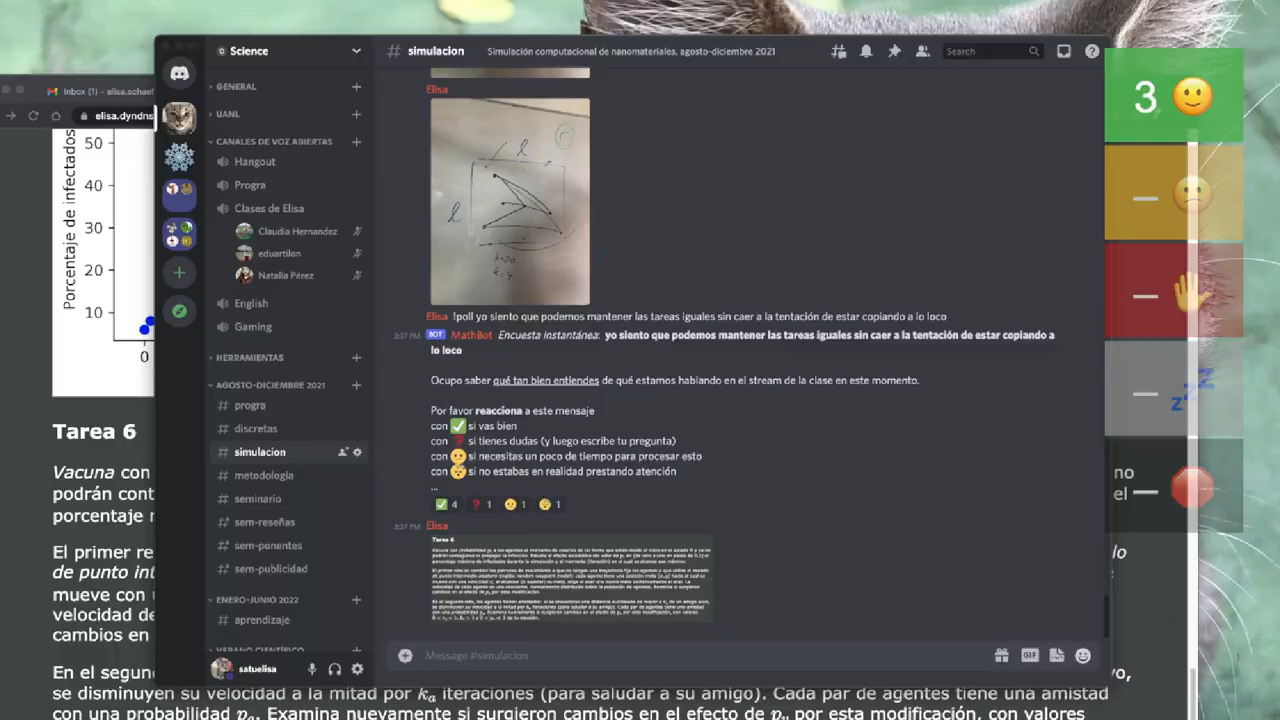 Science
# simulacion
Simulación computacional de nanomateriales, agosto-diciembre 2021
Search
Inbox (1) - elisa.schaef
elisa.dyndns
GENERAL
UANL
CANALES DE VOZ ABIERTAS
Hangout
Progra
Clases de Elisa
Claudia Hernandez
eduartilon
Natalia Pérez
English
Gaming
HERRAMIENTAS
AGOSTO-DICIEMBRE 2021
progra
discretas
simulacion
metodologia
seminario
sem-reseñas
sem-ponentes
sem-publicidad
ENERO-JUNIO 2022
aprendizaje
VERANO CIENTÍFICO
satuelisa
Elisa
l
l
Elisa !poll yo siento que podemos mantener las tareas iguales sin caer a la tentación de estar copiando a lo loco
3:37 PM BOT MathBot Encuesta instantánea: yo siento que podemos mantener las tareas iguales sin caer a la tentación de estar copiando a
lo loco
Ocupo saber qué tan bien entiendes de qué estamos hablando en el stream de la clase en este momento.
Por favor reacciona a este mensaje
con ✅ si vas bien
con ❓ si tienes dudas (y luego escribe tu pregunta)
con 😕 si necesitas un poco de tiempo para procesar esto
con 😴 si no estabas en realidad prestando atención
...
4 1 1 1
3:37 PM Elisa
Tarea 6
Message #simulacion
GIF
3
zzz
no
el
Porcentaje de infectados
50
40
30
20
10
0
Tarea 6
Vacuna con
podrán cont
porcentaje
El primer re
de punto int
mueve con
velocidad de
cambios en
En el segun
se disminuyen su velocidad a la mitad por kₐ iteraciones (para saludar a su amigo). Cada par de agentes tiene una amistad
con una probabilidad pₐ. Examina nuevamente si surgieron cambios en el efecto de pᵥ por esta modificación, con valores